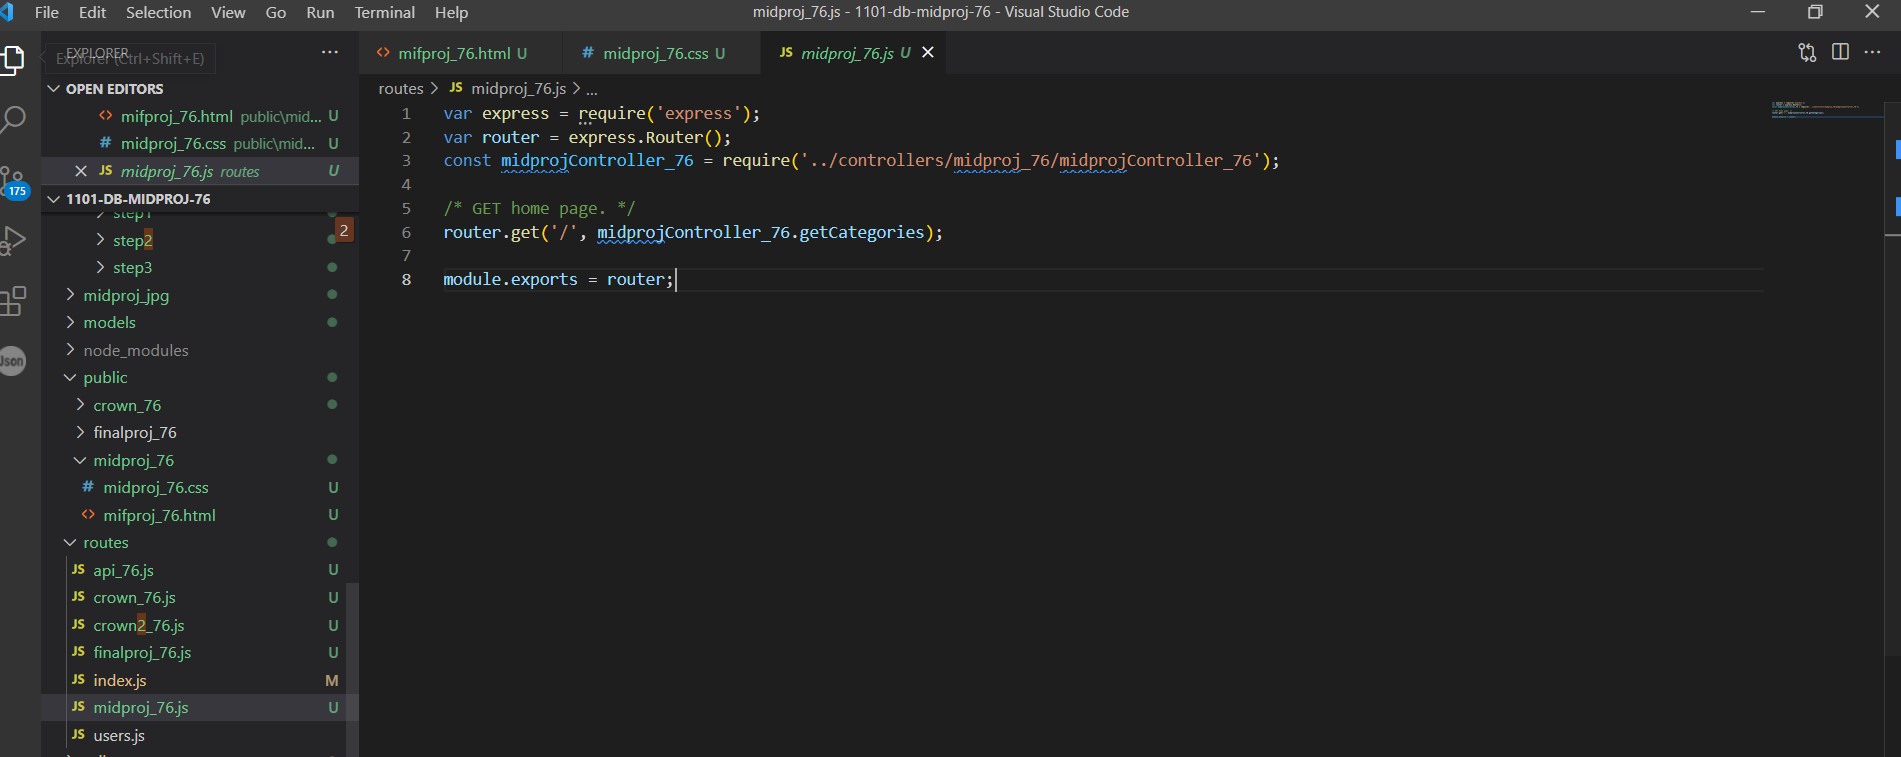 File Edit Selection View Go Run Terminal Help
midproj_76.js - 1101-db-midproj-76 - Visual Studio Code
EXPLORER
Explorer (Ctrl+Shift+E)
OPEN EDITORS
mifproj_76.html public\mid... U
midproj_76.css public\mid... U
JS midproj_76.js routes U
175
1101-DB-MIDPROJ-76
step1
2
step2
step3
midproj_jpg
models
node_modules
Json
public
crown_76
finalproj_76
midproj_76
# midproj_76.css U
<> mifproj_76.html U
routes
JS api_76.js U
JS crown_76.js U
JS crown2_76.js U
JS finalproj_76.js U
JS index.js M
JS midproj_76.js U
JS users.js
<> mifproj_76.html U
# midproj_76.css U
JS midproj_76.js U
routes > JS midproj_76.js > ...
1 var express = require('express');
2 var router = express.Router();
3 const midprojController_76 = require('../controllers/midproj_76/midprojController_76');
4
5 /* GET home page. */
6 router.get('/', midprojController_76.getCategories);
7
8 module.exports = router;